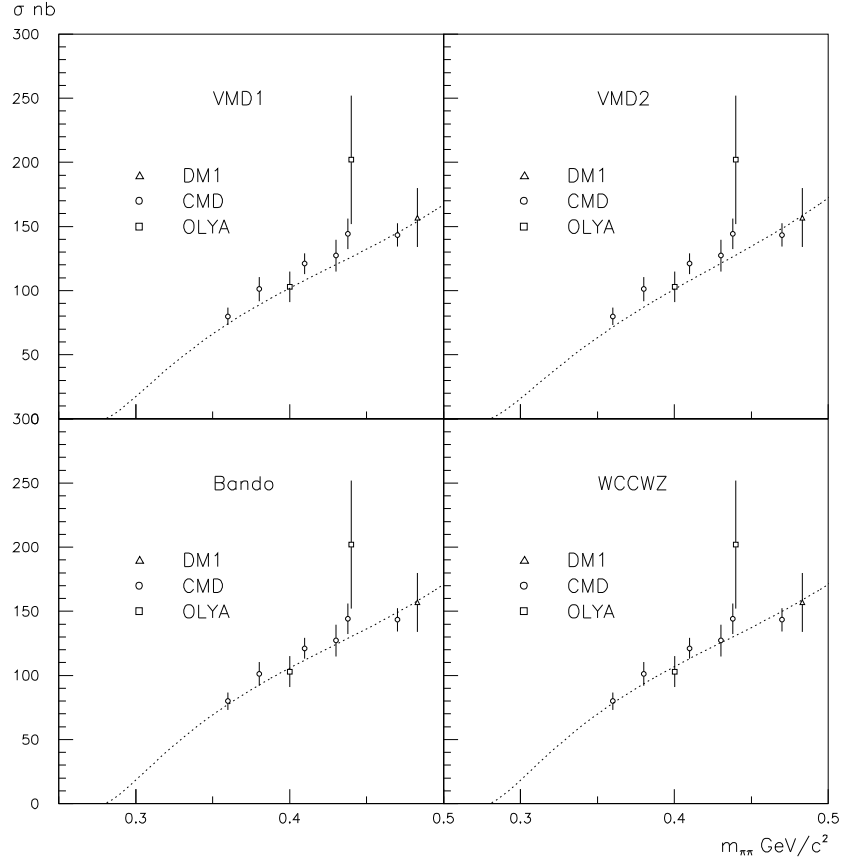 σ nb
300
VMD1
VMD2
250
200
DM1
DM1
CMD
CMD
150
OLYA
OLYA
100
50
0
300
Bando
WCCWZ
250
200
DM1
DM1
CMD
CMD
150
OLYA
OLYA
100
50
0
0.3 0.4 0.5 0.3 0.4 0.5
mππ GeV/c²